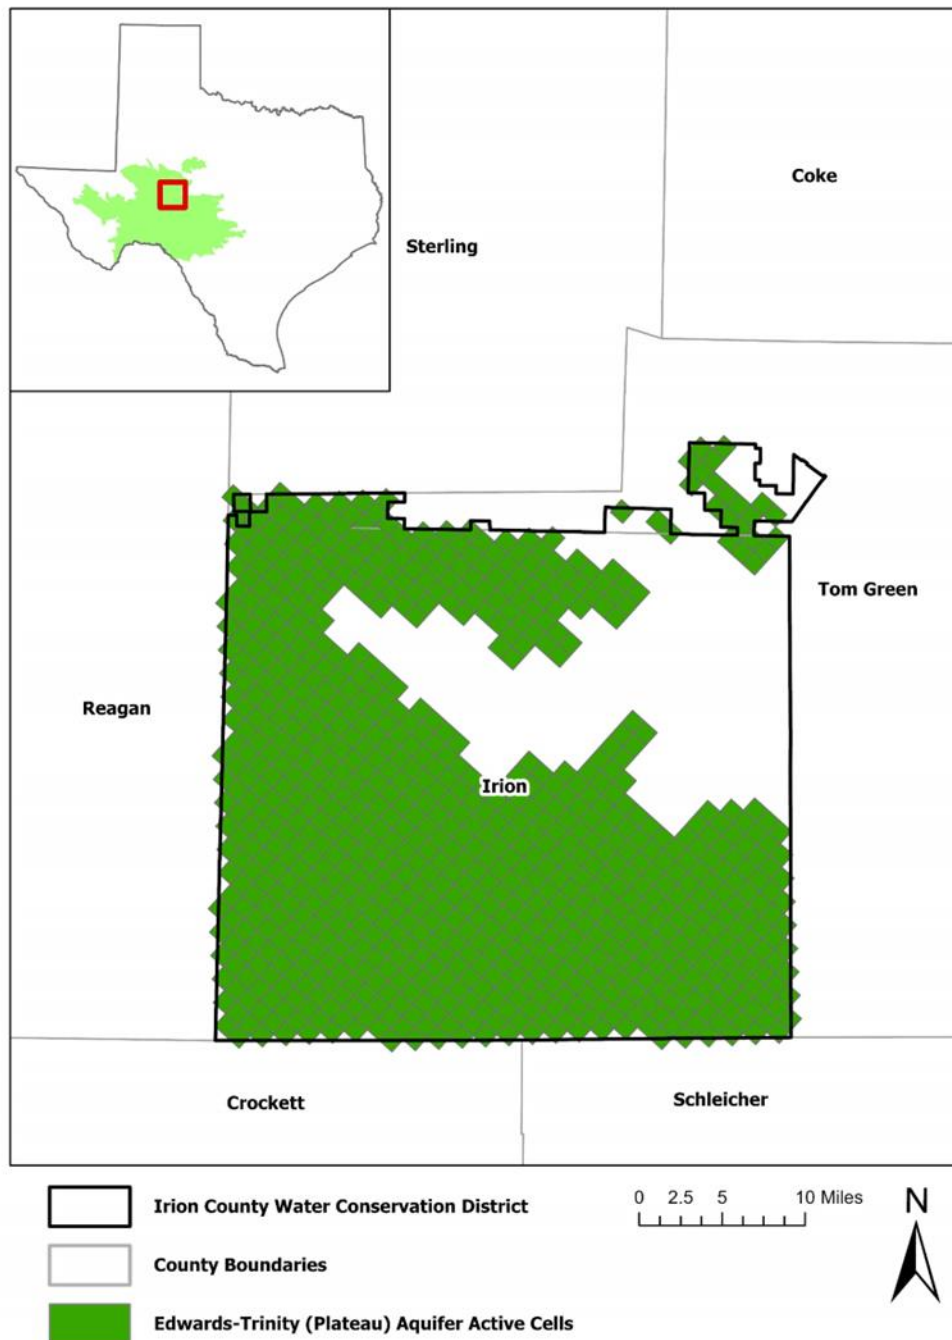 Coke
Sterling
Tom Green
Reagan
Irion
Crockett
Schleicher
Irion County Water Conservation District
County Boundaries
Edwards-Trinity (Plateau) Aquifer Active Cells
0 2.5 5 10 Miles
N